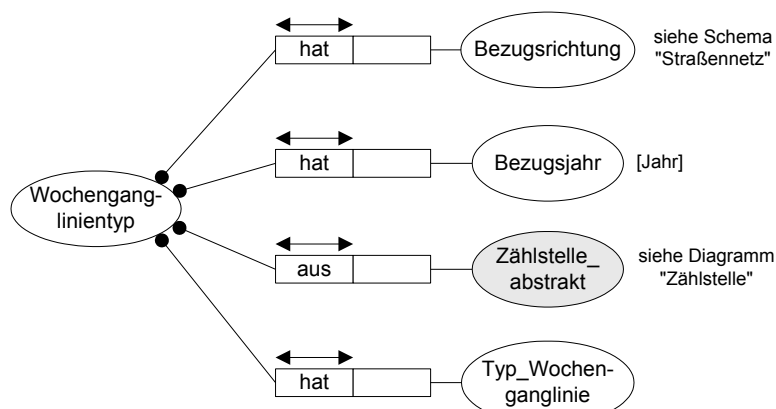 hat
Bezugsrichtung
siehe Schema
"Straßennetz"
hat
Bezugsjahr
[Jahr]
Wochengang-
linientyp
aus
Zählstelle_
abstrakt
siehe Diagramm
"Zählstelle"
hat
Typ_Wochen-
ganglinie